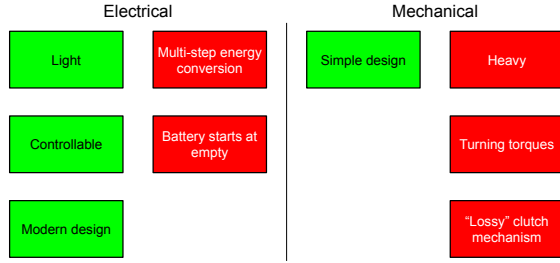 Electrical
Mechanical
Light
Multi-step energy
conversion
Simple design
Heavy
Controllable
Battery starts at
empty
Turning torques
Modern design
“Lossy” clutch
mechanism